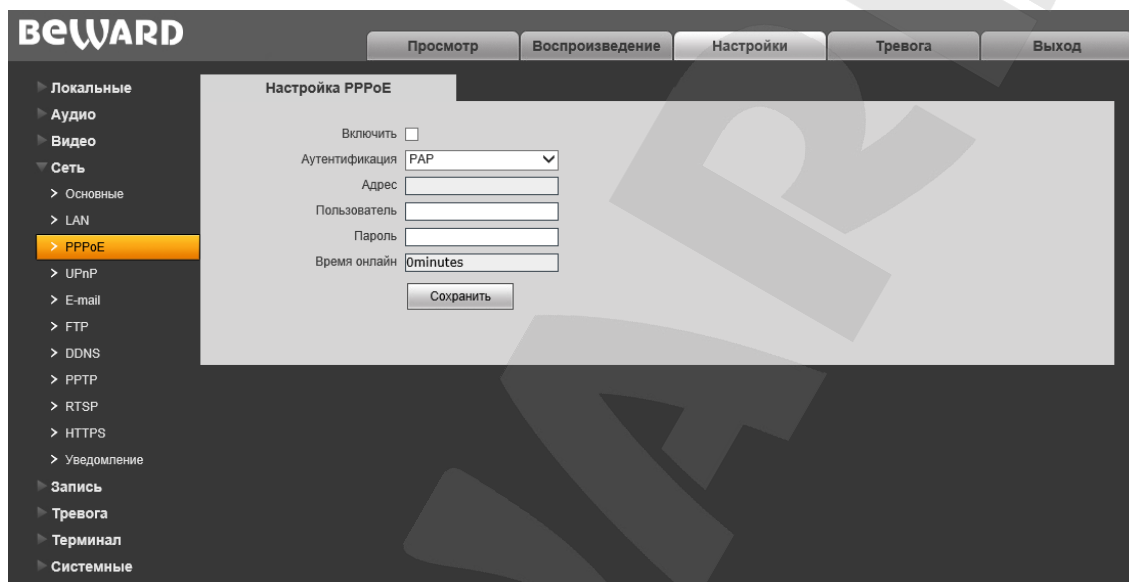 BEWARD
Просмотр
Воспроизведение
Настройки
Тревога
Выход
Локальные
Аудио
Видео
Сеть
Основные
LAN
PPPoE
UPnP
E-mail
FTP
DDNS
PPTP
RTSP
HTTPS
Уведомление
Запись
Тревога
Терминал
Системные
Настройка PPPoE
Включить
Аутентификация PAP
Адрес
Пользователь
Пароль
Время онлайн 0minutes
Сохранить